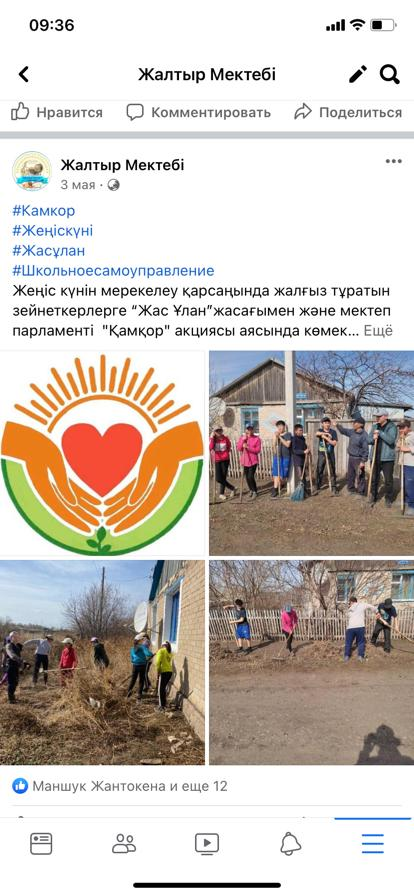 09:36
Жалтыр Мектебі
Нравится
Комментировать
Поделиться
Жалтыр Мектебі
3 мая ·
#Камкор
#Жеңіскүні
#Жасұлан
#Школьноесамоуправление
Жеңіс күнін мерекелеу қарсаңында жалғыз тұратын
зейнеткерлерге “Жас Ұлан”жасағымен және мектеп
парламенті "Қамқор" акциясы аясында көмек... Ещё
Маншук Жантокена и еще 12